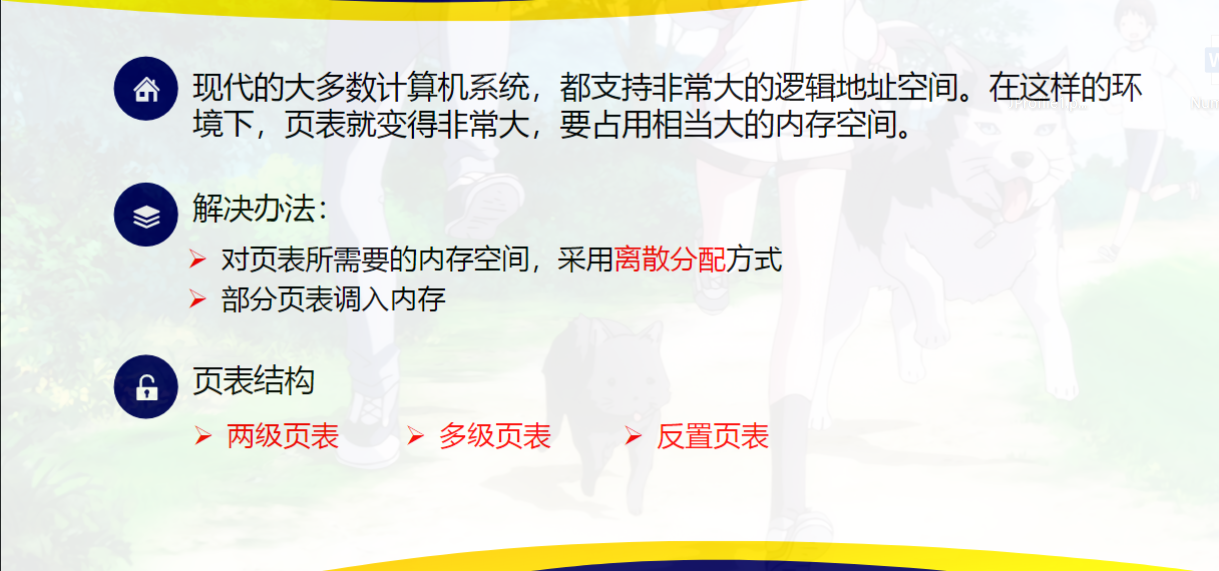 现代的大多数计算机系统，都支持非常大的逻辑地址空间。在这样的环
境下，页表就变得非常大，要占用相当大的内存空间。
解决办法：
对页表所需要的内存空间，采用离散分配方式
部分页表调入内存
页表结构
两级页表 多级页表 反置页表